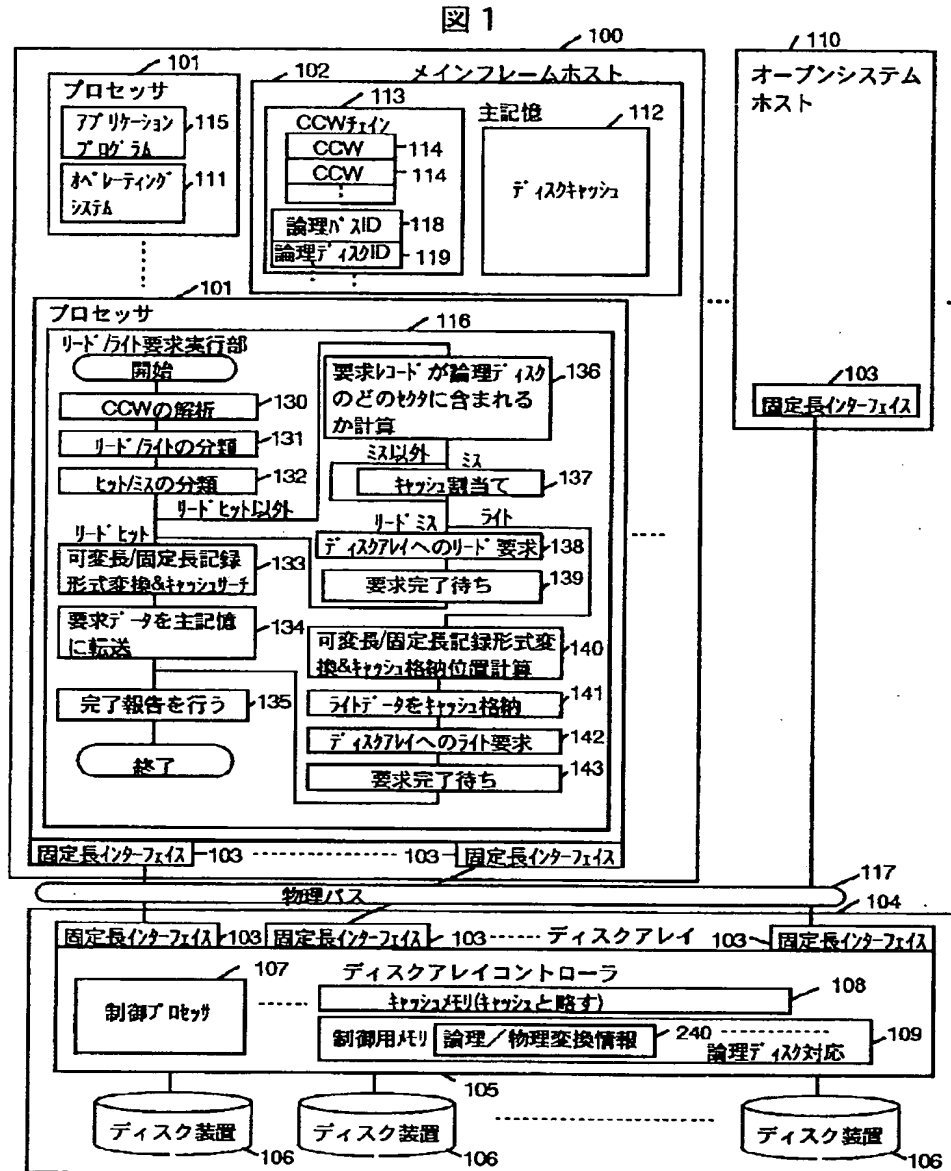 図1
100
メインフレームホスト
101
プロセッサ
アプリケーション
プログラム
115
オペレーティング
システム
111
102
113
CCWチェイン
CCW
114
CCW
114
論理パスID
118
論理ディスクID
119
主記憶
112
ディスクキャッシュ
110
オープンシステム
ホスト
103
固定長インターフェイス
101
プロセッサ
116
リード/ライト要求実行部
開始
CCWの解析
130
リード/ライトの分類
131
ヒット/ミスの分類
132
リードヒット以外
リードヒット
可変長/固定長記録
形式変換&キャッシュサーチ
133
要求データを主記憶
に転送
134
完了報告を行う
135
終了
要求レコードが論理ディスク
のどのセクタに含まれる
か計算
136
ミス以外
ミス
キャッシュ割当て
137
リードミス
ライト
ディスクアレイへのリード要求
138
要求完了待ち
139
可変長/固定長記録形式変
換&キャッシュ格納位置計算
140
ライトデータをキャッシュ格納
141
ディスクアレイへのライト要求
142
要求完了待ち
143
固定長インターフェイス
103
103
固定長インターフェイス
物理パス
117
104
固定長インターフェイス
103
固定長インターフェイス
103
ディスクアレイ
103
固定長インターフェイス
107
制御プロセッサ
ディスクアレイコントローラ
キャッシュメモリ(キャッシュと略す)
108
制御用メモリ
論理/物理変換情報
240
論理ディスク対応
109
105
ディスク装置
106
ディスク装置
106
ディスク装置
106